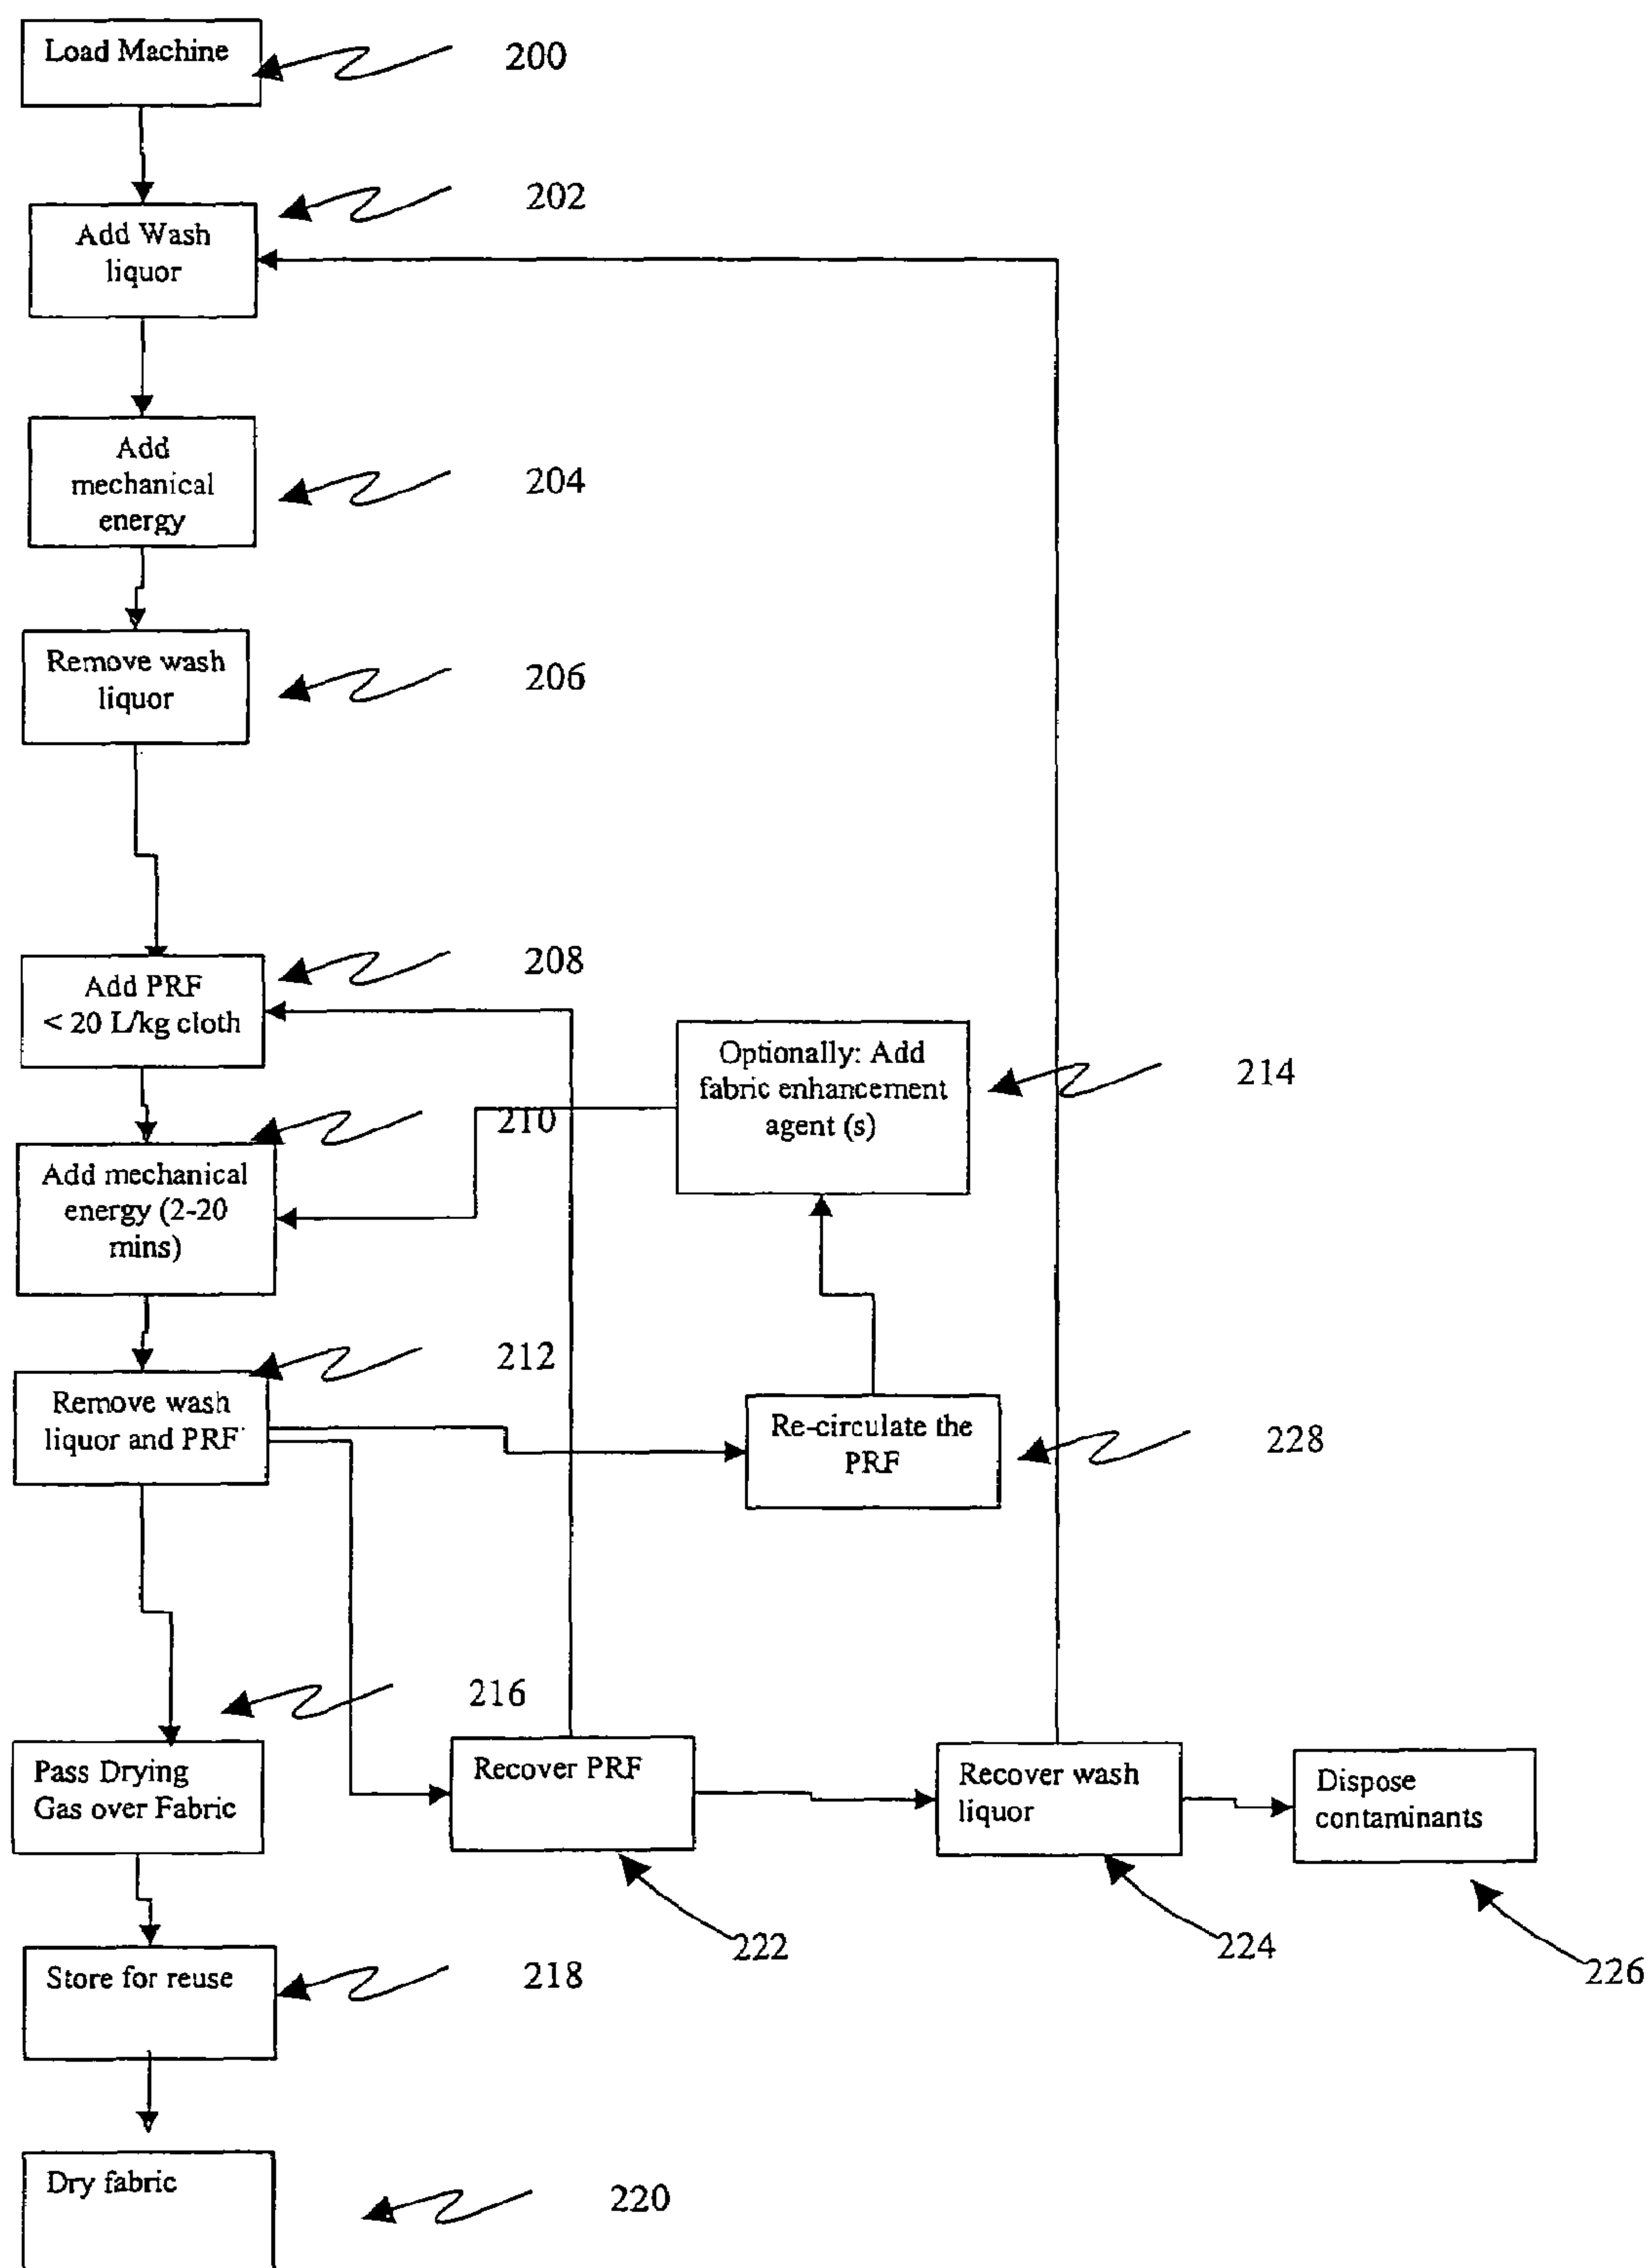 Load Machine
200
202
Add Wash
liquor
Add
mechanical
energy
204
Remove wash
liquor
206
208
Add PRF
< 20 L/kg cloth
Optionally: Add
fabric enhancement
agent (s)
214
210
Add mechanical
energy (2-20
mins)
212
Remove wash
liquor and PRF
Re-circulate the
PRF
228
216
Pass Drying
Gas over Fabric
Recover PRF
Recover wash
liquor
Dispose
contaminants
222
224
226
Store for reuse
218
Dry fabric
220